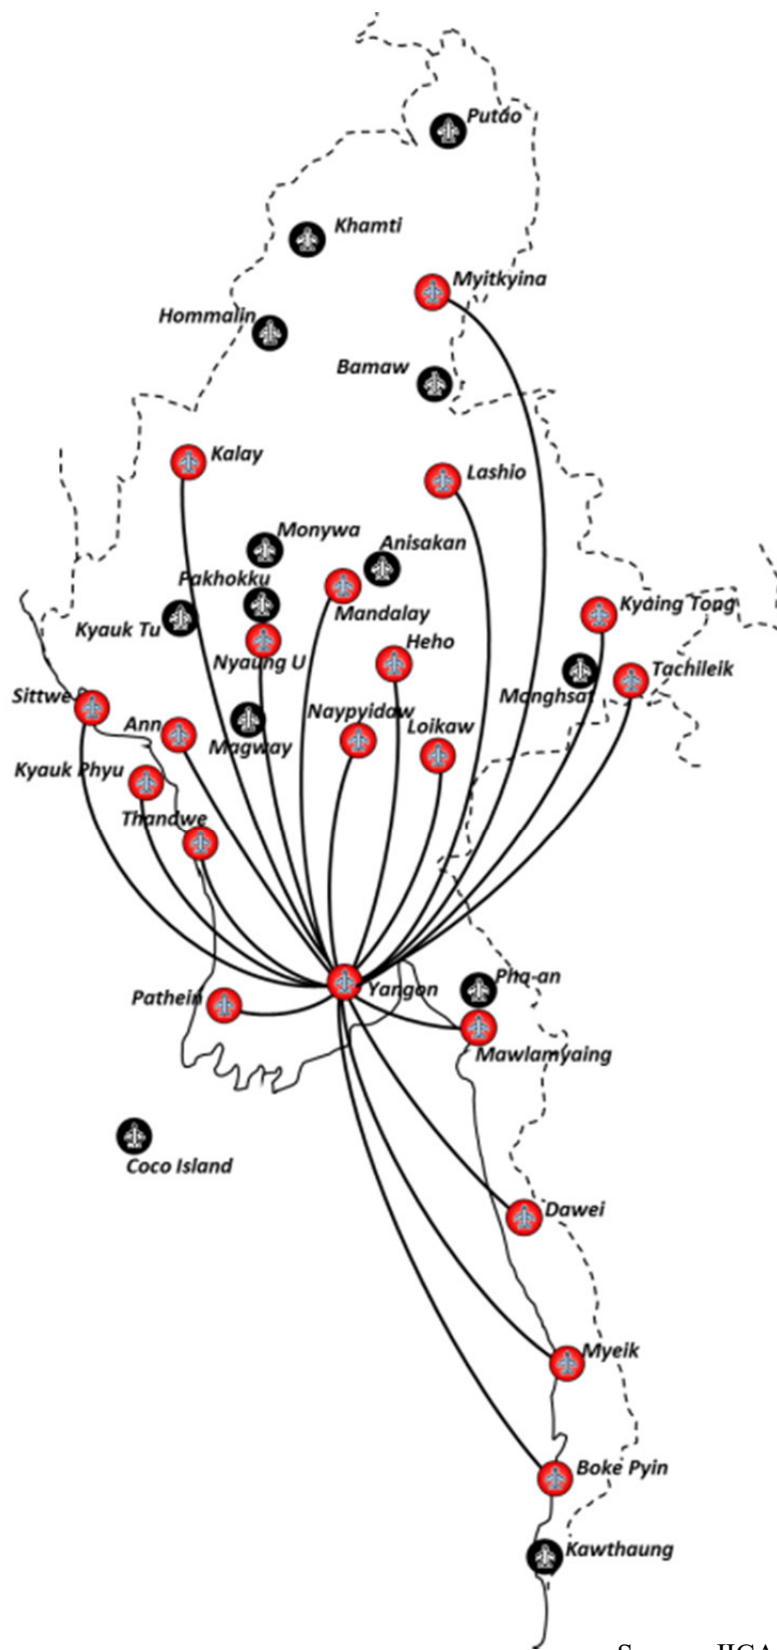 Putao
Khamti
Myitkyina
Hommalin
Bamaw
Kalay
Lashio
Monywa
Anisakan
Pakhokku
Mandalay
Kyaing Tong
Kyauk Tu
Heho
Nyaung U
Tachileik
Monghsat
Sittwe
Naypyidaw
Ann
Loikaw
Magway
Kyauk Phyu
Thandwe
Pha-an
Yangon
Pathein
Mawlamyaing
Coco Island
Dawei
Myeik
Boke Pyin
Kawthaung